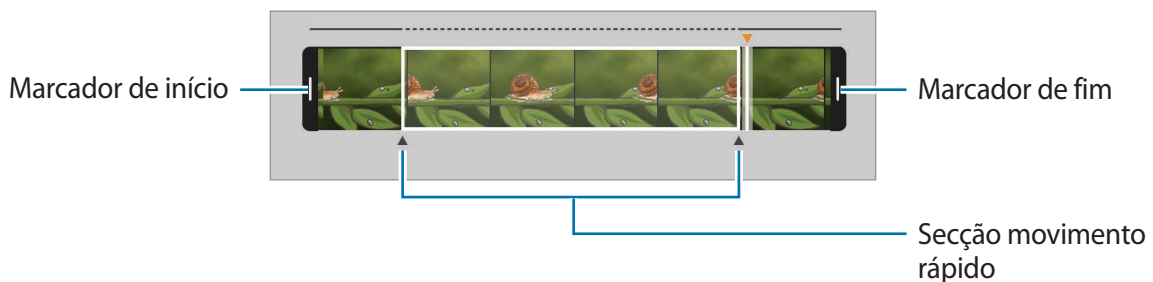 Marcador de início
Marcador de fim
Secção movimento
rápido